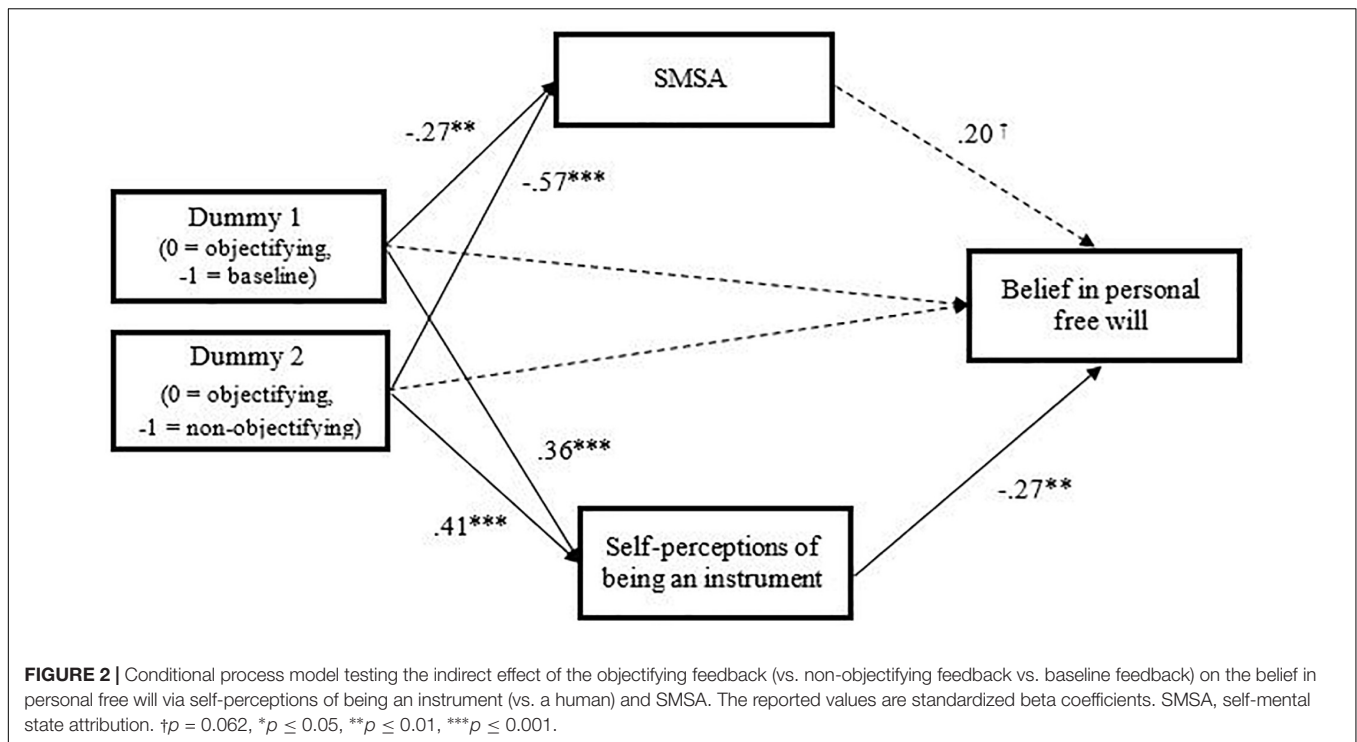 SMSA
-.27**
.20 †
-.57***
Dummy 1
(0 = objectifying,
-1 = baseline)
Belief in personal
free will
Dummy 2
(0 = objectifying,
-1 = non-objectifying)
.36***
-.27**
.41***
Self-perceptions of
being an instrument
FIGURE 2 | Conditional process model testing the indirect effect of the objectifying feedback (vs. non-objectifying feedback vs. baseline feedback) on the belief in
personal free will via self-perceptions of being an instrument (vs. a human) and SMSA. The reported values are standardized beta coefficients. SMSA, self-mental
state attribution. †p = 0.062, *p ≤ 0.05, **p ≤ 0.01, ***p ≤ 0.001.